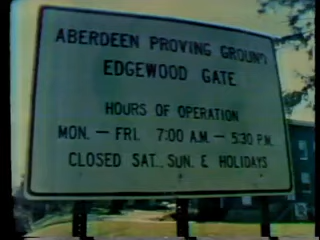 ABERDEEN PROVING GROUND
EDGEWOOD GATE
HOURS OF OPERATION
MON. — FRI. 7:00 A.M. — 5:30 P.M.
CLOSED SAT., SUN. & HOLIDAYS